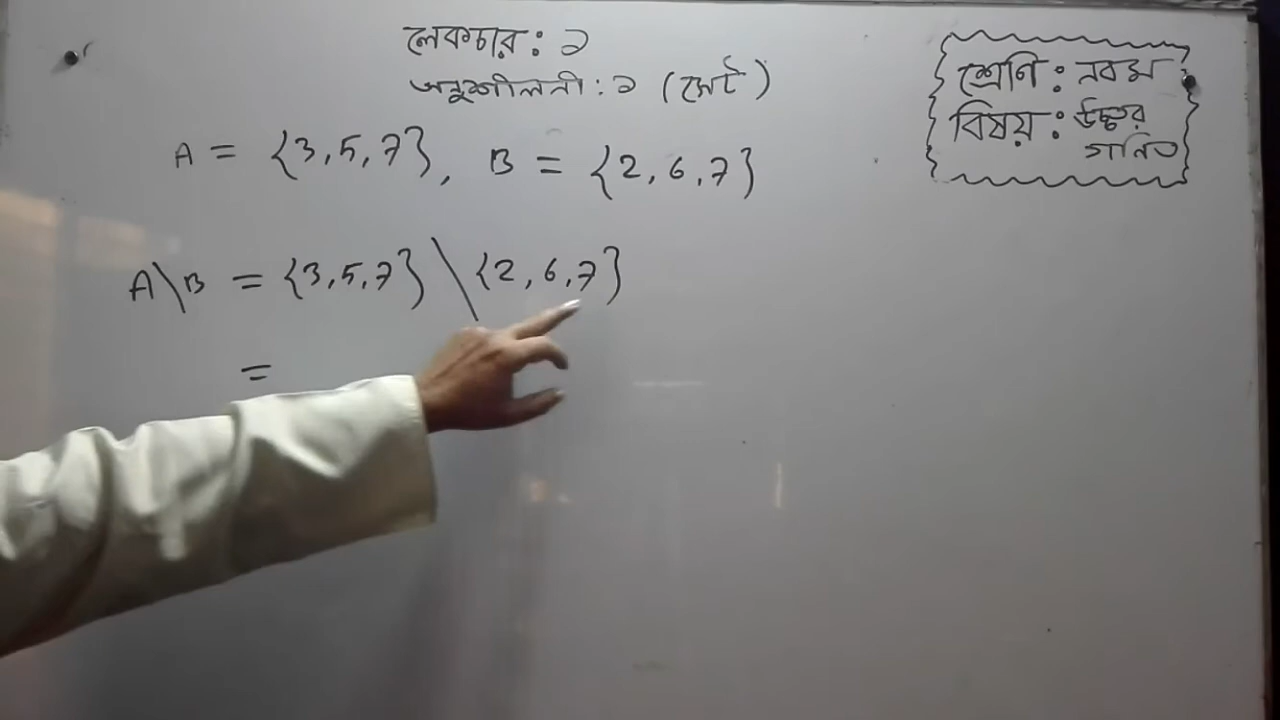 লেকচার : ১
অনুশীলনী : ১ (সেট)
শ্রেণি : নবম
বিষয় : উচ্চতর
গনিত
A = {3, 5, 7}, B = {2, 6, 7}
A\B = {3, 5, 7} \ {2, 6, 7}
=